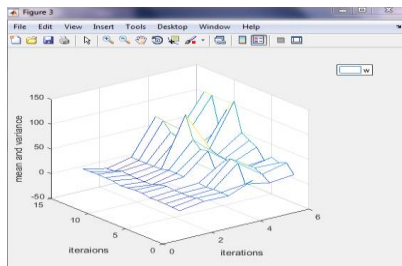 Figure 3
File Edit View Insert Tools Desktop Window Help
w
mean and variance
150
100
50
0
-50
15
10
5
0
iteraions
0
2
4
6
iterations